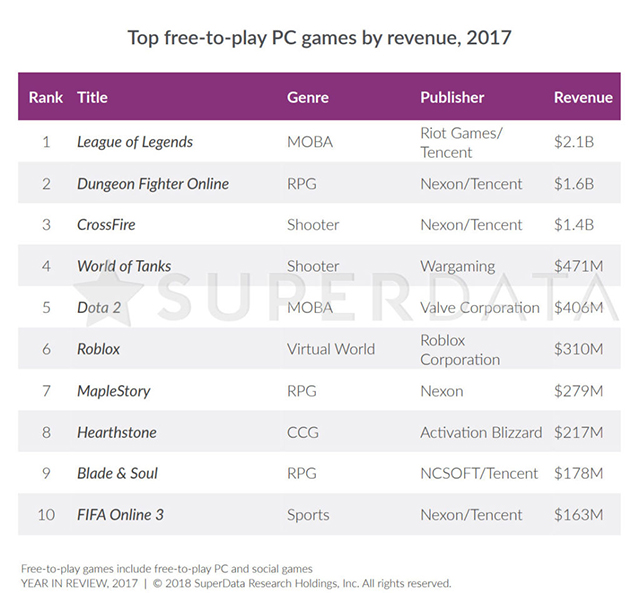 Top free-to-play PC games by revenue, 2017
Rank Title Genre Publisher Revenue
1 League of Legends MOBA Riot Games/ Tencent $2.1B
2 Dungeon Fighter Online RPG Nexon/Tencent $1.6B
3 CrossFire Shooter Nexon/Tencent $1.4B
4 World of Tanks Shooter Wargaming $471M
SUPERDATA
5 Dota 2 MOBA Valve Corporation $406M
6 Roblox Virtual World Roblox Corporation $310M
7 MapleStory RPG Nexon $279M
8 Hearthstone CCG Activation Blizzard $217M
9 Blade & Soul RPG NCSOFT/Tencent $178M
10 FIFA Online 3 Sports Nexon/Tencent $163M
Free-to-play games include free-to-play PC and social games
YEAR IN REVIEW, 2017 | © 2018 SuperData Research Holdings, Inc. All rights reserved.